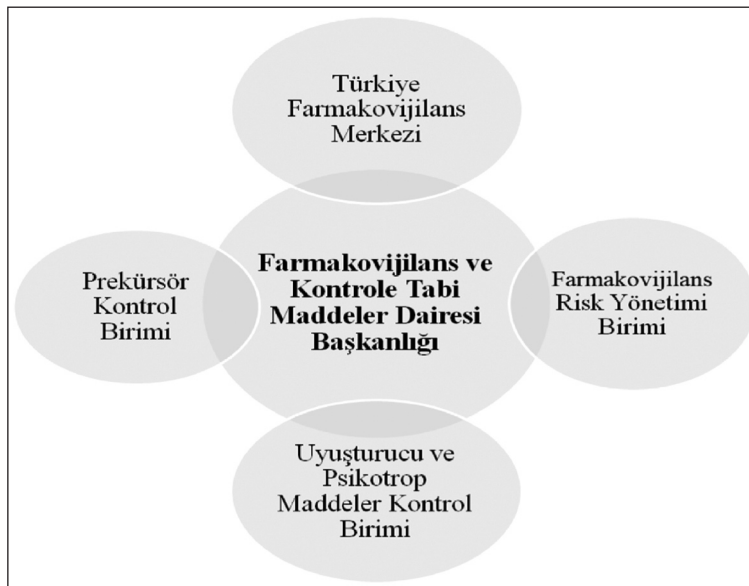 Türkiye
Farmakovijilans
Merkezi
Prekürsör
Kontrol
Birimi
Farmakovijilans ve
Kontrole Tabi
Maddeler Dairesi
Başkanlığı
Farmakovijilans
Risk Yönetimi
Birimi
Uyuşturucu ve
Psikotrop
Maddeler Kontrol
Birimi